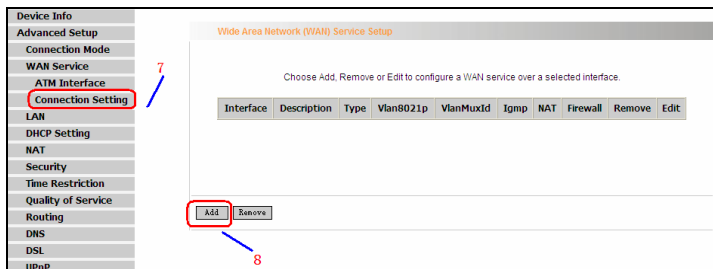 Device Info
Advanced Setup
Connection Mode
WAN Service
ATM Interface
Connection Setting
LAN
DHCP Setting
NAT
Security
Time Restriction
Quality of Service
Routing
DNS
DSL
UPnP
7
Wide Area Network (WAN) Service Setup
Choose Add, Remove or Edit to configure a WAN service over a selected interface.
Interface Description Type Vlan8021p VlanMuxId Igmp NAT Firewall Remove Edit
Add Remove
8